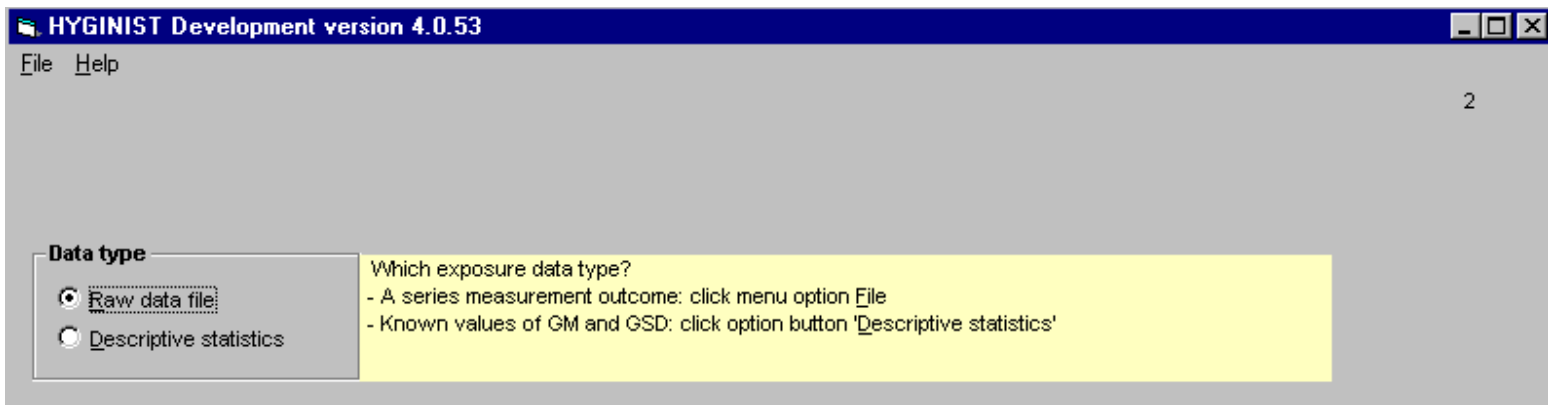 HYGINIST Development version 4.0.53
File Help
2
Data type
Raw data file
Descriptive statistics
Which exposure data type?
- A series measurement outcome: click menu option File
- Known values of GM and GSD: click option button 'Descriptive statistics'